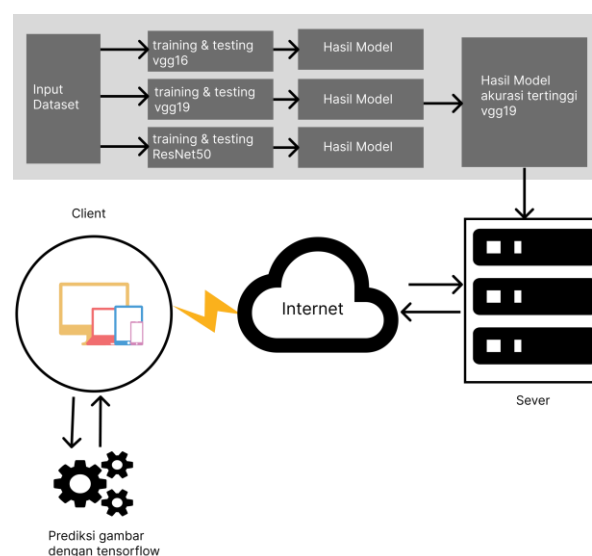 Input
Dataset
training & testing
vgg16
Hasil Model
training & testing
vgg19
Hasil Model
training & testing
ResNet50
Hasil Model
Hasil Model
akurasi tertinggi
vgg19
Client
Internet
Sever
Prediksi gambar
dengan tensorflow